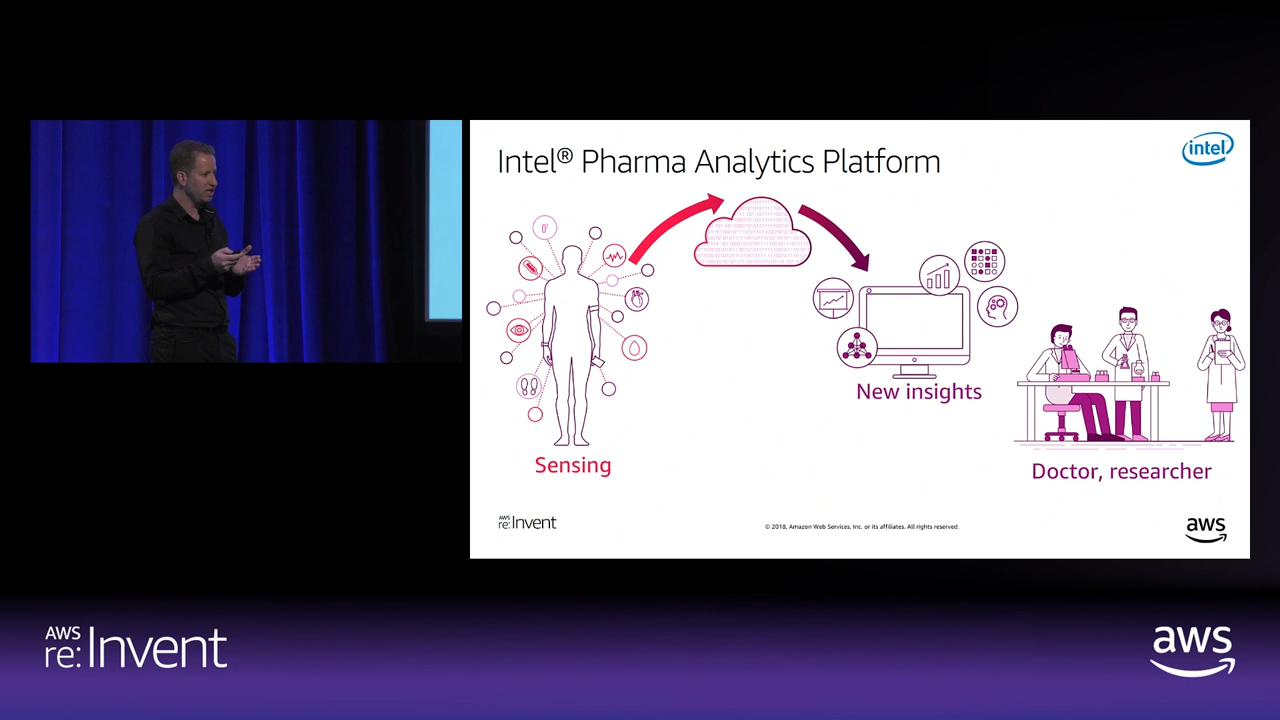 Intel® Pharma Analytics Platform
intel
Sensing
New insights
Doctor, researcher
AWS
re:Invent
© 2018, Amazon Web Services, Inc. or its affiliates. All rights reserved.
aws
AWS
re:Invent
aws